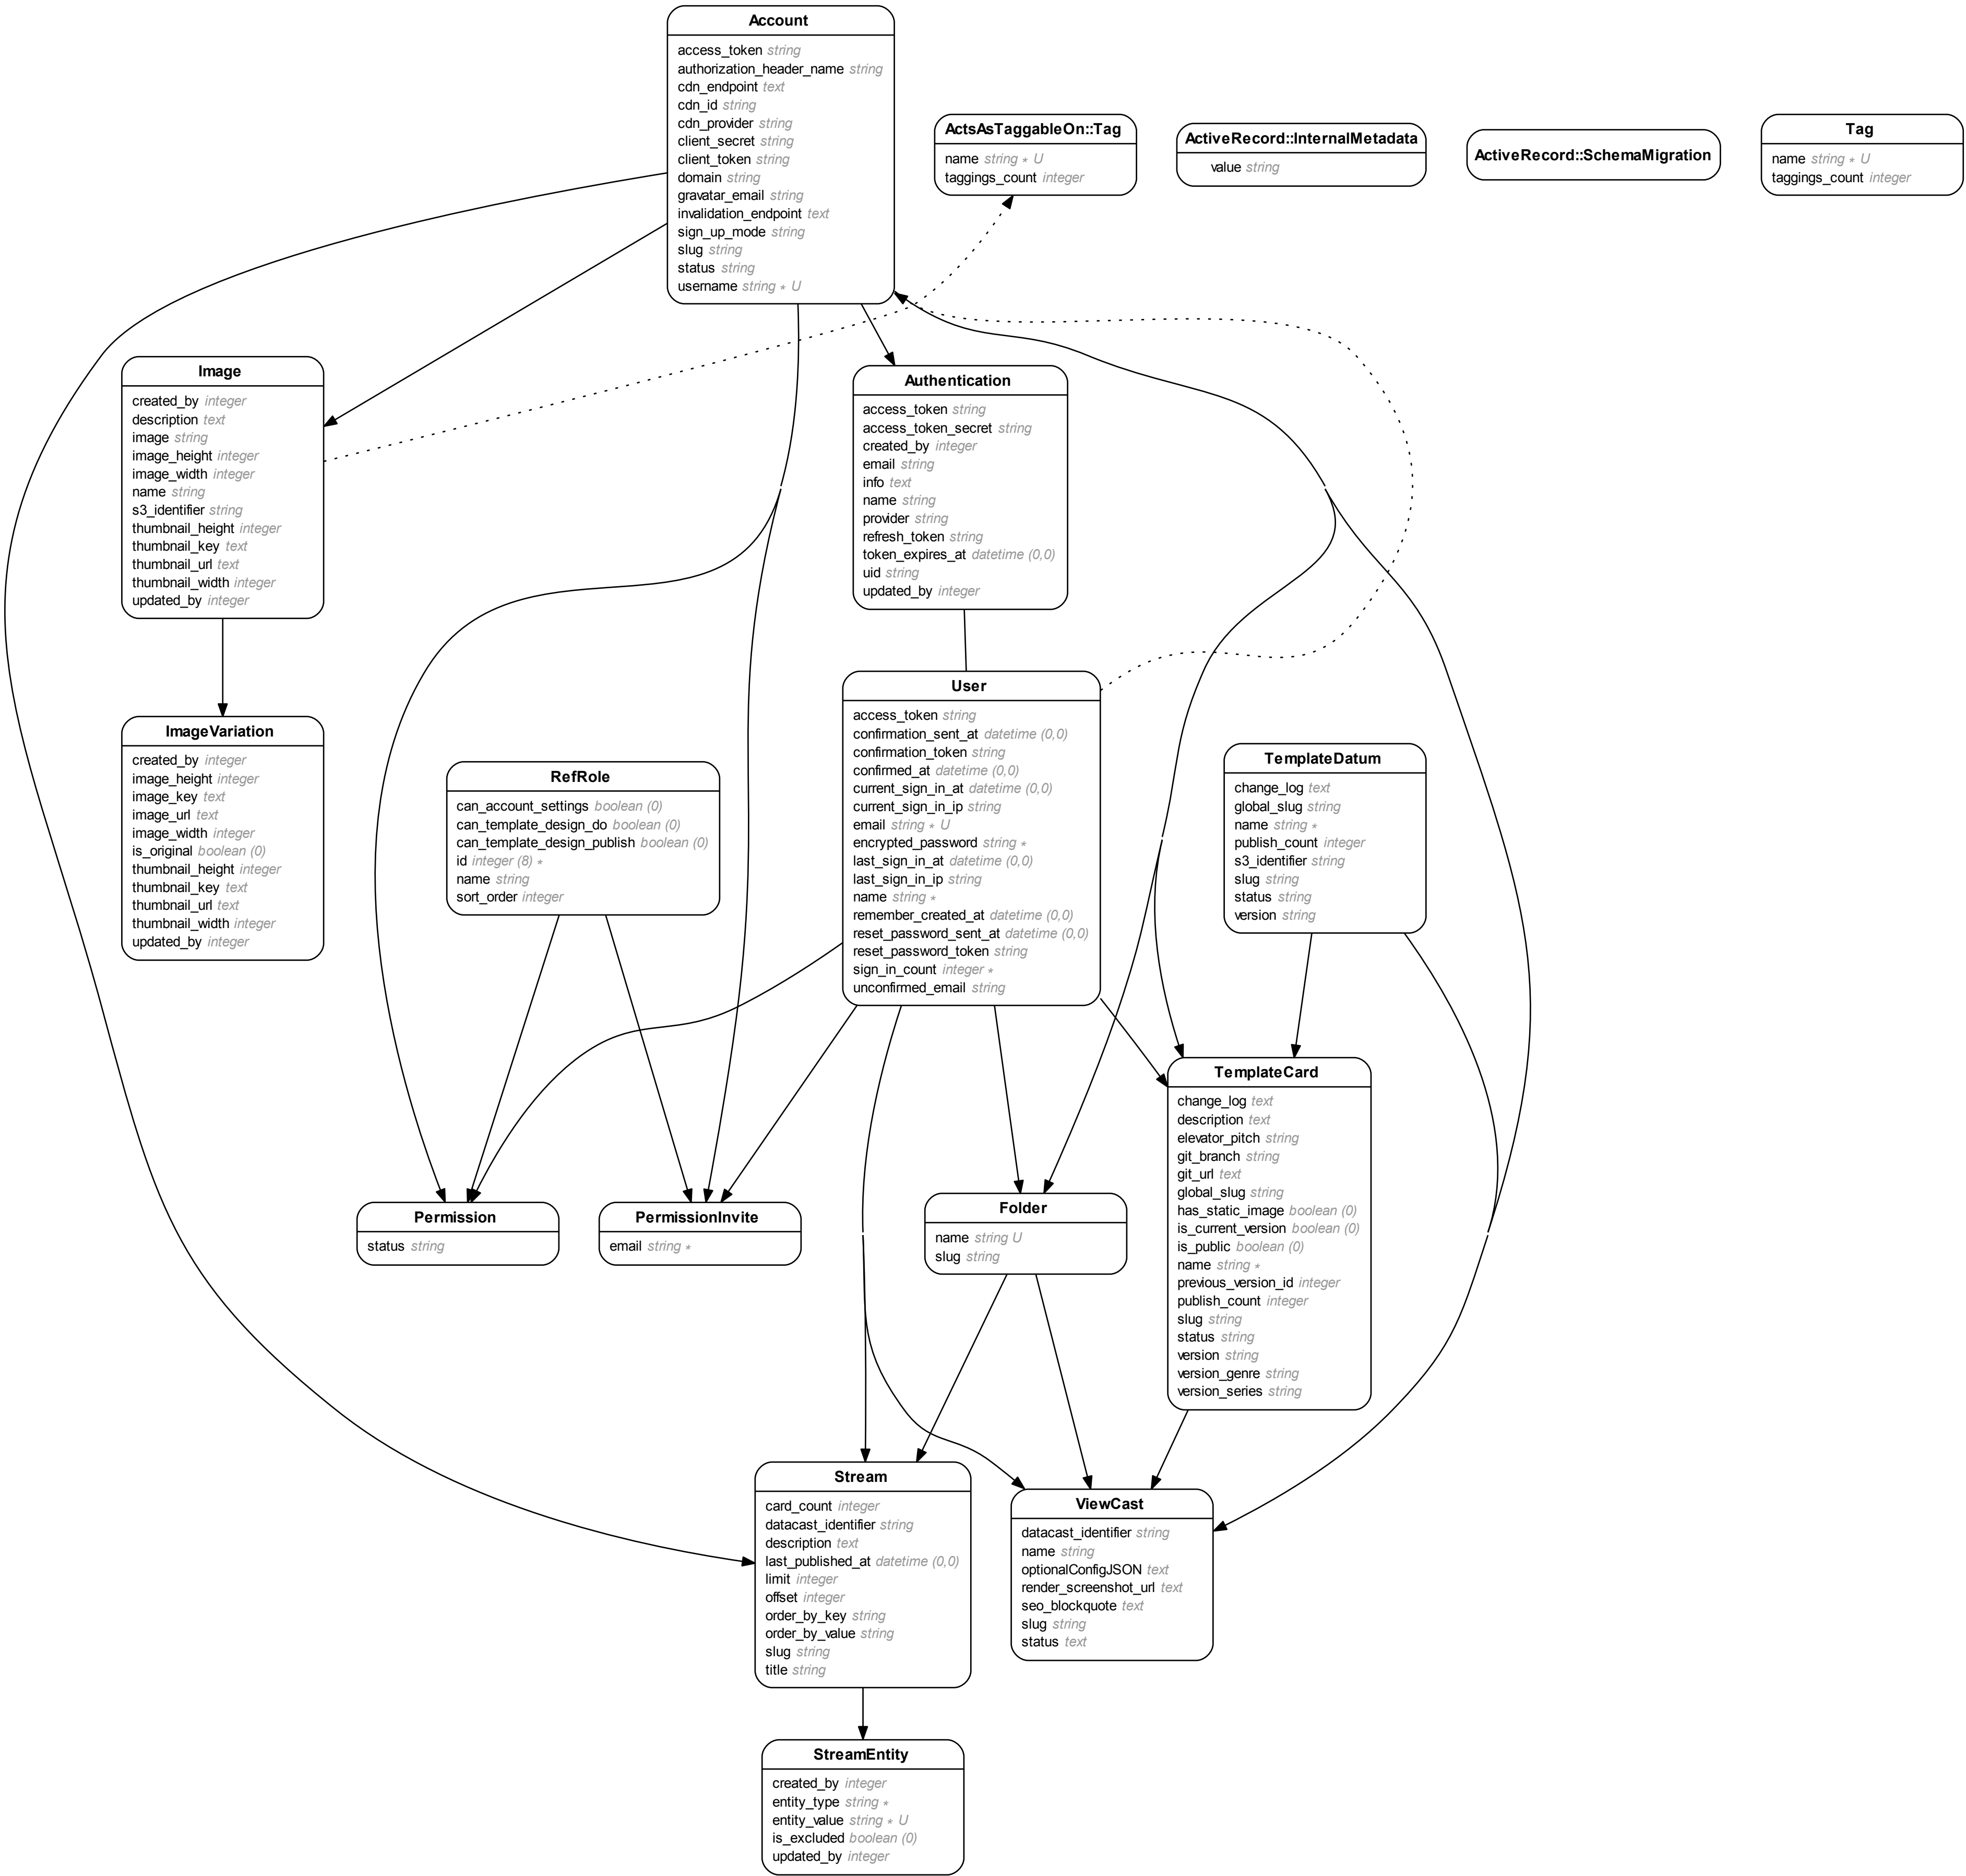 Account
access_token string
authorization_header_name string
cdn_endpoint text
cdn_id string
cdn_provider string
client_secret string
client_token string
domain string
gravatar_email string
invalidation_endpoint text
sign_up_mode string
slug string
status string
username string * U
ActsAsTaggableOn::Tag
name string * U
taggings_count integer
ActiveRecord::InternalMetadata
value string
ActiveRecord::SchemaMigration
Tag
name string * U
taggings_count integer
Image
created_by integer
description text
image string
image_height integer
image_width integer
name string
s3_identifier string
thumbnail_height integer
thumbnail_key text
thumbnail_url text
thumbnail_width integer
updated_by integer
Authentication
access_token string
access_token_secret string
created_by integer
email string
info text
name string
provider string
refresh_token string
token_expires_at datetime (0,0)
uid string
updated_by integer
ImageVariation
created_by integer
image_height integer
image_key text
image_url text
image_width integer
is_original boolean (0)
thumbnail_height integer
thumbnail_key text
thumbnail_url text
thumbnail_width integer
updated_by integer
RefRole
can_account_settings boolean (0)
can_template_design_do boolean (0)
can_template_design_publish boolean (0)
id integer (8) *
name string
sort_order integer
User
access_token string
confirmation_sent_at datetime (0,0)
confirmation_token string
confirmed_at datetime (0,0)
current_sign_in_at datetime (0,0)
current_sign_in_ip string
email string * U
encrypted_password string *
last_sign_in_at datetime (0,0)
last_sign_in_ip string
name string *
remember_created_at datetime (0,0)
reset_password_sent_at datetime (0,0)
reset_password_token string
sign_in_count integer *
unconfirmed_email string
TemplateDatum
change_log text
global_slug string
name string *
publish_count integer
s3_identifier string
slug string
status string
version string
TemplateCard
change_log text
description text
elevator_pitch string
git_branch string
git_url text
global_slug string
has_static_image boolean (0)
is_current_version boolean (0)
is_public boolean (0)
name string *
previous_version_id integer
publish_count integer
slug string
status string
version string
version_genre string
version_series string
Permission
status string
PermissionInvite
email string *
Folder
name string U
slug string
Stream
card_count integer
datacast_identifier string
description text
last_published_at datetime (0,0)
limit integer
offset integer
order_by_key string
order_by_value string
slug string
title string
ViewCast
datacast_identifier string
name string
optionalConfigJSON text
render_screenshot_url text
seo_blockquote text
slug string
status text
StreamEntity
created_by integer
entity_type string *
entity_value string * U
is_excluded boolean (0)
updated_by integer